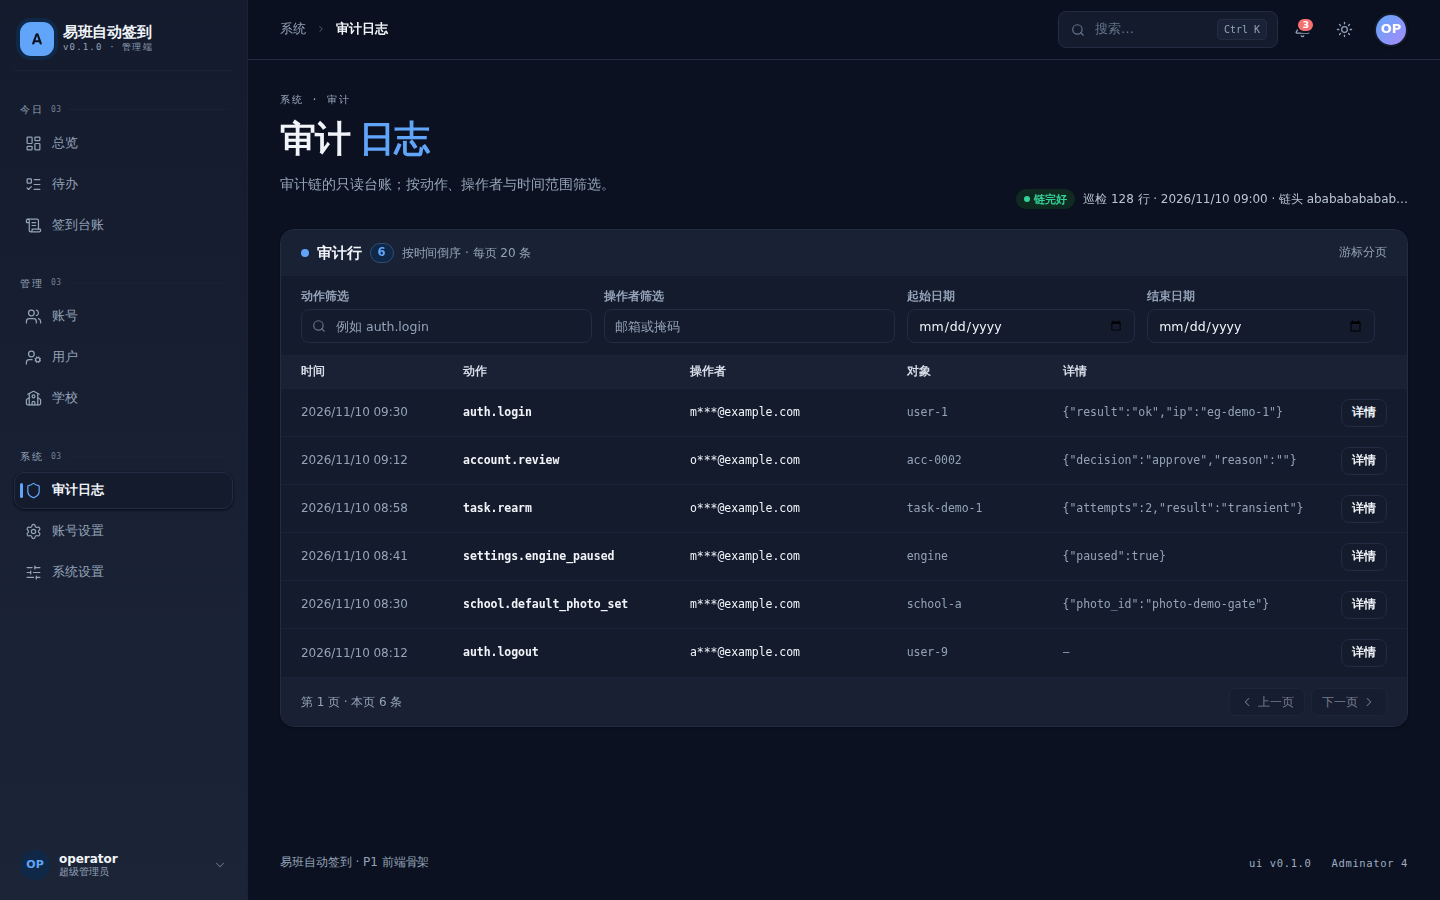 A 易班自动签到
v0.1.0 · 管理端
今日 03
总览
待办
签到台账
管理 03
账号
用户
学校
系统 03
审计日志
账号设置
系统设置
OP operator
超级管理员
系统 › 审计日志
搜索… Ctrl K 3 OP
系统 · 审计
审计 日志
审计链的只读台账；按动作、操作者与时间范围筛选。
链完好 巡检 128 行 · 2026/11/10 09:00 · 链头 abababababab…
审计行 6 按时间倒序 · 每页 20 条 游标分页
动作筛选 操作者筛选 起始日期 结束日期
例如 auth.login 邮箱或掩码 mm/dd/yyyy mm/dd/yyyy
时间 动作 操作者 对象 详情
2026/11/10 09:30 auth.login m***@example.com user-1 {"result":"ok","ip":"eg-demo-1"} 详情
2026/11/10 09:12 account.review o***@example.com acc-0002 {"decision":"approve","reason":""} 详情
2026/11/10 08:58 task.rearm o***@example.com task-demo-1 {"attempts":2,"result":"transient"} 详情
2026/11/10 08:41 settings.engine_paused m***@example.com engine {"paused":true} 详情
2026/11/10 08:30 school.default_photo_set m***@example.com school-a {"photo_id":"photo-demo-gate"} 详情
2026/11/10 08:12 auth.logout a***@example.com user-9 — 详情
第 1 页 · 本页 6 条 上一页 下一页
易班自动签到 · P1 前端骨架 ui v0.1.0 Adminator 4